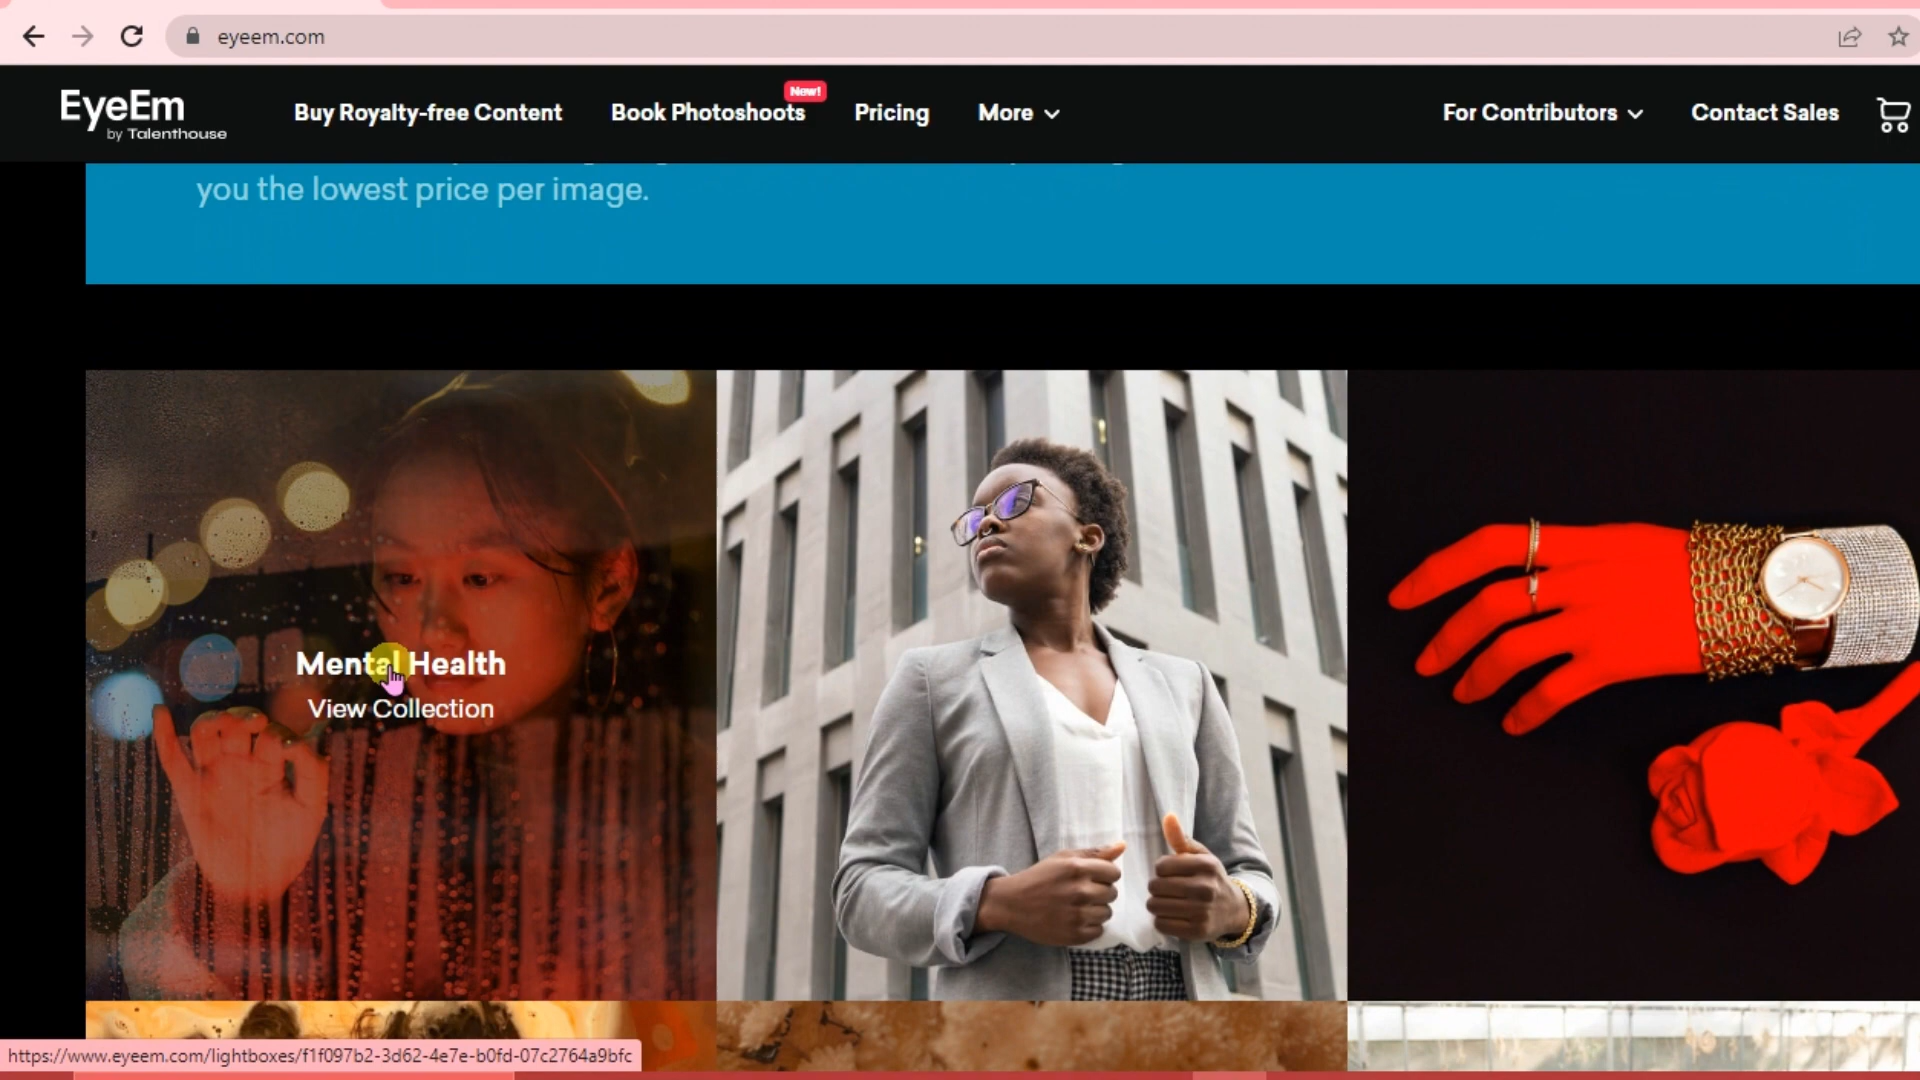 eyeem.com
EyeEm
by Talenthouse
Buy Royalty-free Content
Book Photoshoots
New!
Pricing
More
For Contributors
Contact Sales
you the lowest price per image.
Mental Health
View Collection
https://www.eyeem.com/lightboxes/f1f097b2-3d62-4e7e-b0fd-07c2764a9bfc